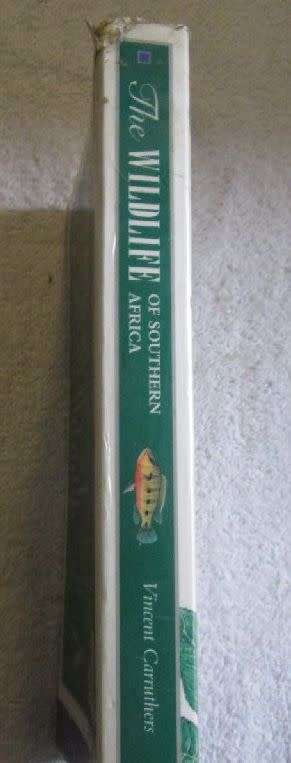 The WILDLIFE
OF SOUTHERN
AFRICA
Vincent Carruthers